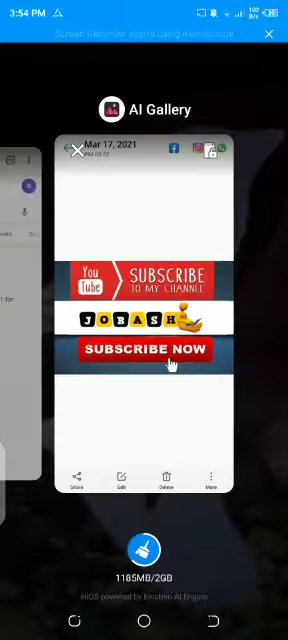 3:54 PM
Screen Recorder App is using microphone
AI Gallery
Mar 17, 2021
You
Tube
SUBSCRIBE
TO MY CHANNEL
JOBASH
SUBSCRIBE NOW
Share Edit Delete More
1185MB/2GB
HiOS powered by Einstein AI Engine